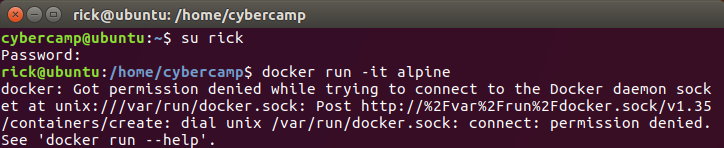 rick@ubuntu: /home/cybercamp
cybercamp@ubuntu:~$ su rick
Password:
rick@ubuntu:/home/cybercamp$ docker run -it alpine
docker: Got permission denied while trying to connect to the Docker daemon sock
et at unix:///var/run/docker.sock: Post http://%2Fvar%2Frun%2Fdocker.sock/v1.35
/containers/create: dial unix /var/run/docker.sock: connect: permission denied.
See 'docker run --help'.